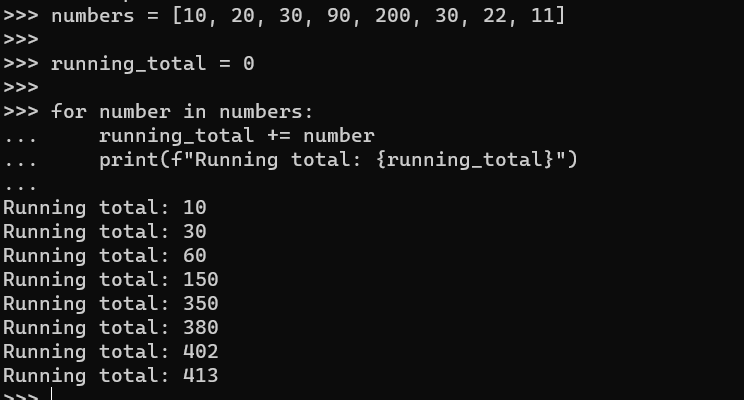 >>> numbers = [10, 20, 30, 90, 200, 30, 22, 11]
>>>
>>> running_total = 0
>>>
>>> for number in numbers:
...     running_total += number
...     print(f"Running total: {running_total}")
...
Running total: 10
Running total: 30
Running total: 60
Running total: 150
Running total: 350
Running total: 380
Running total: 402
Running total: 413
>>>